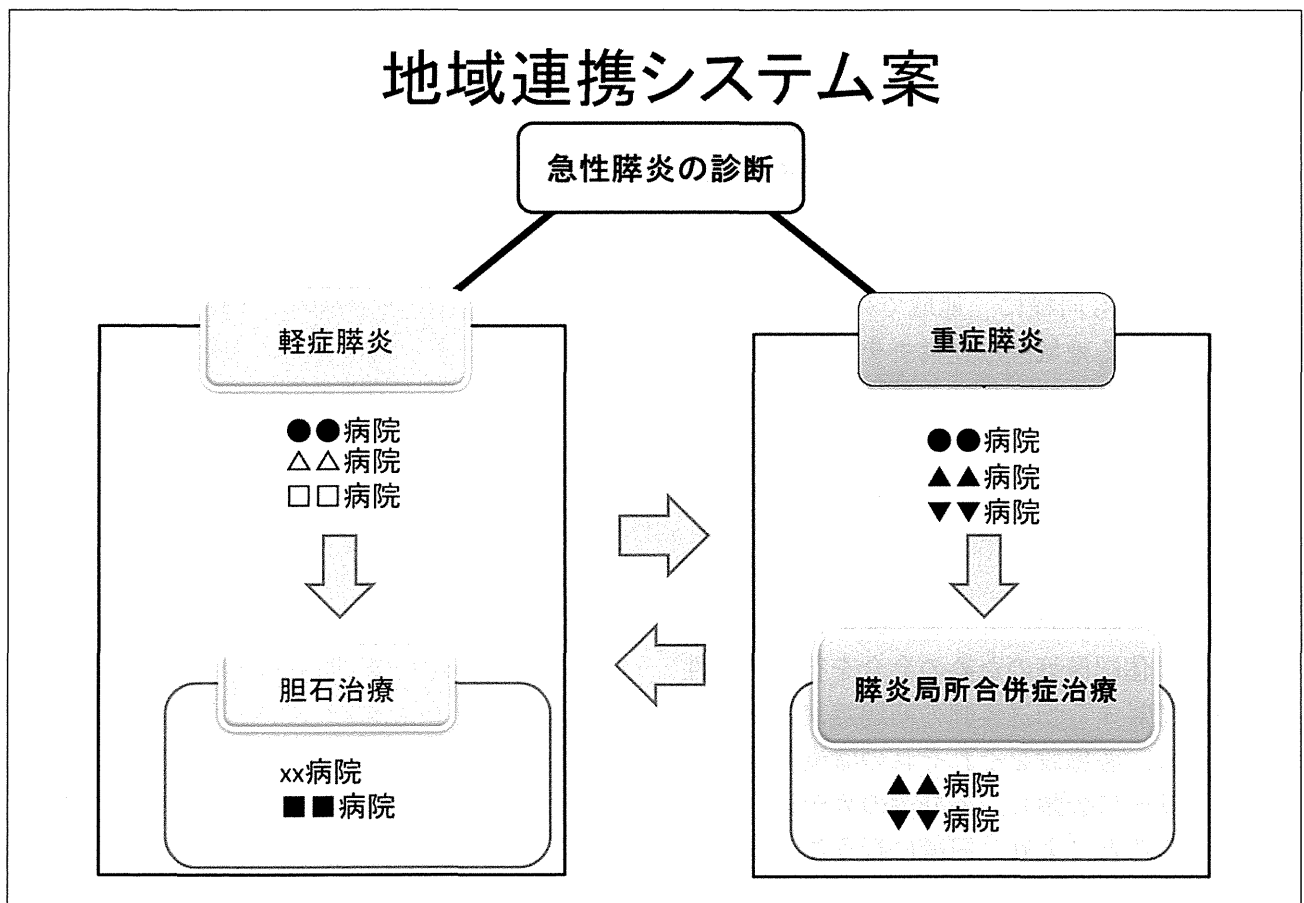 地域連携システム案
急性膵炎の診断
軽症膵炎
●●病院
△△病院
□□病院
胆石治療
xx病院
■■病院
重症膵炎
●●病院
▲▲病院
▼▼病院
膵炎局所合併症治療
▲▲病院
▼▼病院